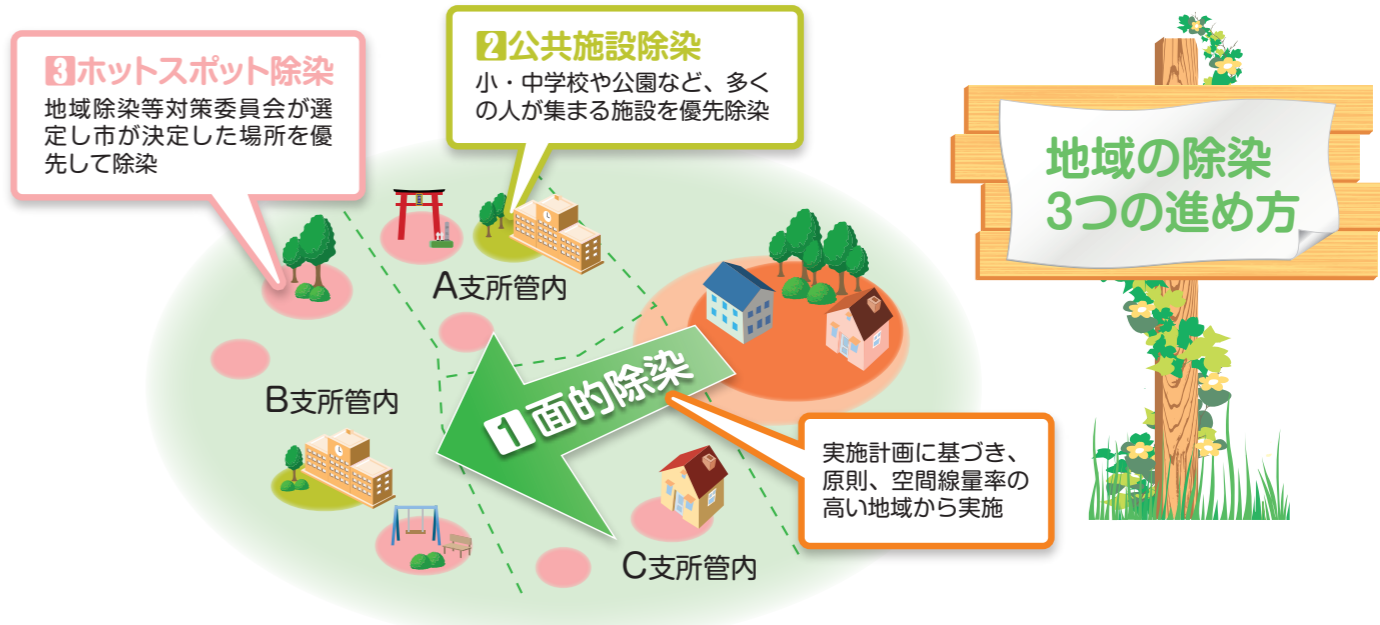 地域の除染
3つの進め方
3ホットスポット除染
地域除染等対策委員会が選
定し市が決定した場所を優
先して除染
2公共施設除染
小・中学校や公園など、多く
の人が集まる施設を優先除染
A支所管内
B支所管内
1面的除染
実施計画に基づき、
原則、空間線量率の
高い地域から実施
C支所管内